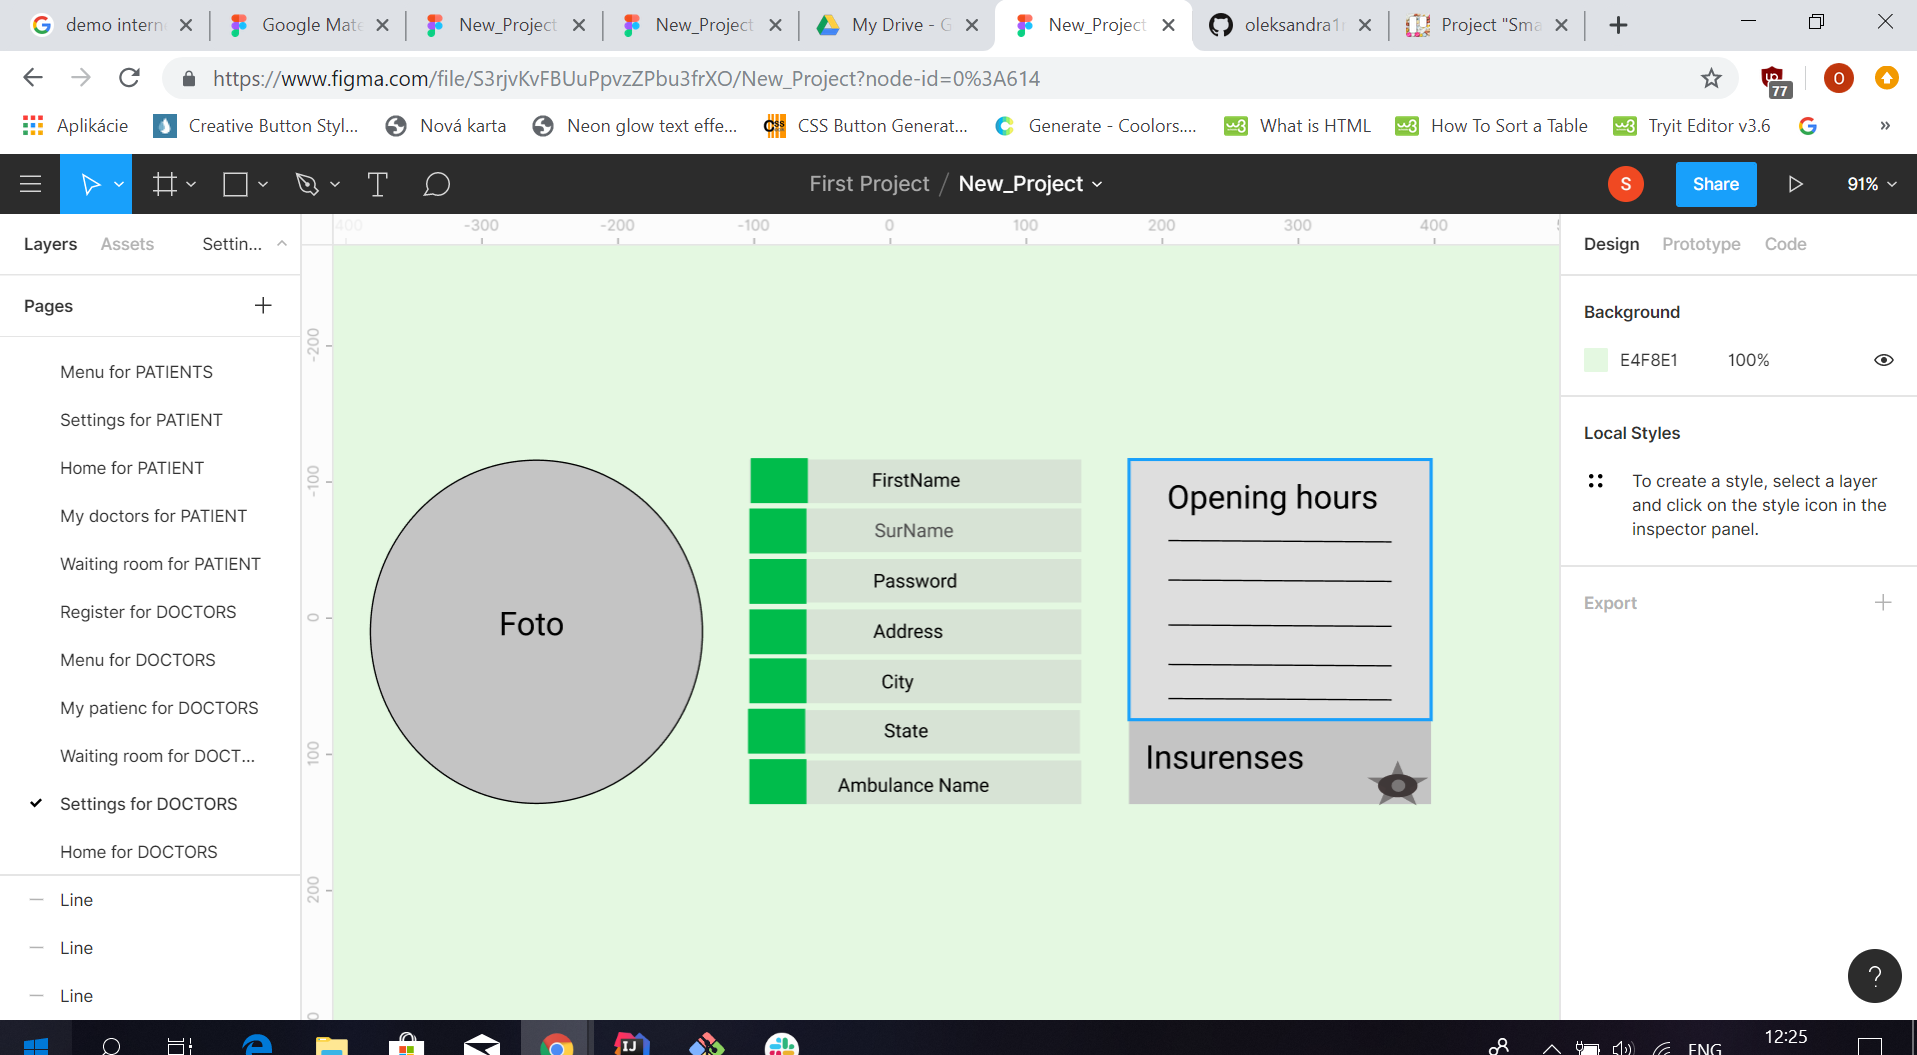 demo intern
Google Mate
New_Project
New_Project
My Drive - G
New_Project
oleksandra1r
Project "Sma
https://www.figma.com/file/S3rjvKvFBUuPpvzZPbu3frXO/New_Project?node-id=0%3A614
77
O
Aplikácie
Creative Button Styl...
Nová karta
Neon glow text effe...
CSS Button Generat...
Generate - Coolors....
What is HTML
How To Sort a Table
Tryit Editor v3.6
»
First Project / New_Project
S
Share
91%
Layers
Assets
Settin...
Pages
Menu for PATIENTS
Settings for PATIENT
Home for PATIENT
My doctors for PATIENT
Waiting room for PATIENT
Register for DOCTORS
Menu for DOCTORS
My patienc for DOCTORS
Waiting room for DOCT...
Settings for DOCTORS
Home for DOCTORS
Line
Line
Line
-400 -300 -200 -100 0 100 200 300 400
-200
-100
0
100
200
Foto
FirstName
SurName
Password
Address
City
State
Ambulance Name
Opening hours
Insurenses
Design
Prototype
Code
Background
E4F8E1
100%
Local Styles
To create a style, select a layer
and click on the style icon in the
inspector panel.
Export
?
IJ
ENG
12:25